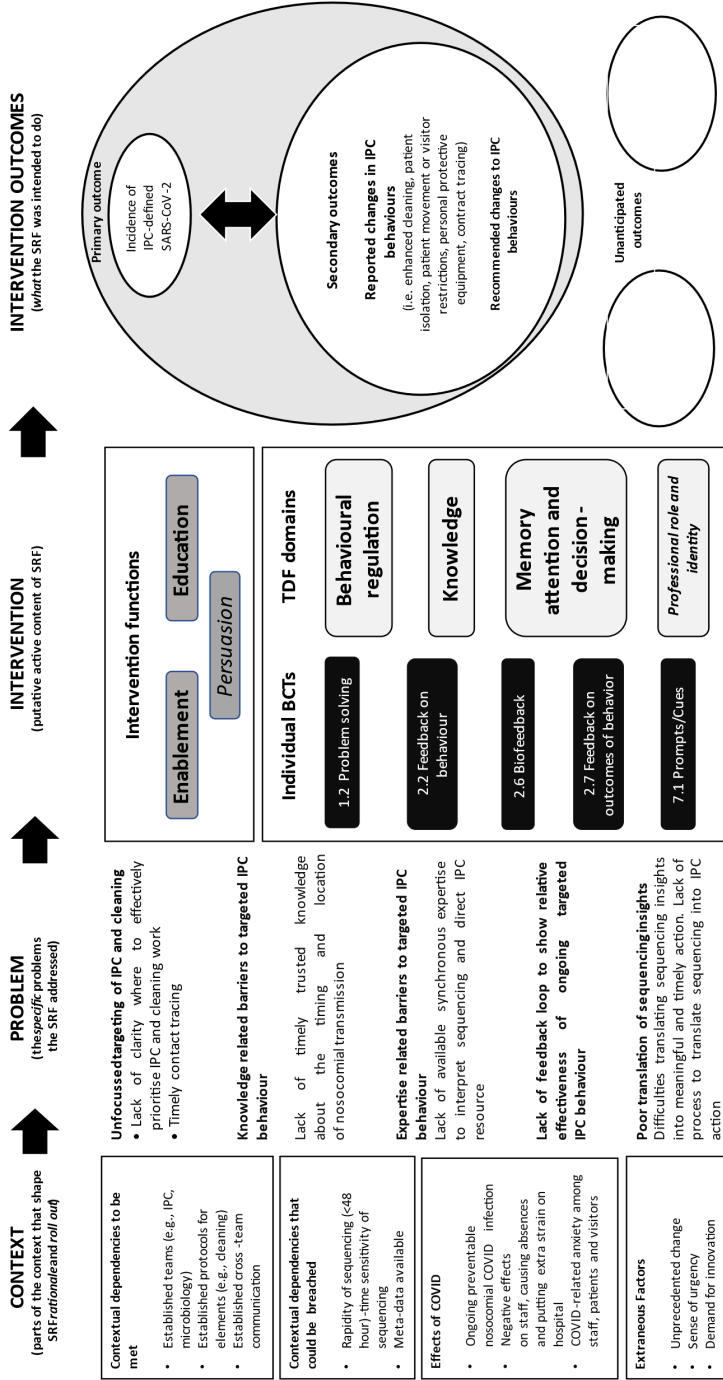 CONTEXT
(parts of the context that shape
SRF rationale and roll out)
Contextual dependencies to be
met
• Established teams (e.g., IPC,
microbiology)
• Established protocols for
elements (e.g., cleaning)
• Established cross -team
communication
Contextual dependencies that
could be breached
• Rapidity of sequencing (<48
hour) -time sensitivity of
sequencing
• Meta-data available
Effects of COVID
• Ongoing preventable
nosocomial COVID infection
• Negative effects
on staff, causing absences
and putting extra strain on
hospital
• COVID-related anxiety among
staff, patients and visitors
Extraneous Factors
• Unprecedented change
• Sense of urgency
• Demand for innovation
PROBLEM
(the specific problems
the SRF addressed)
Unfocussed targeting of IPC and cleaning
• Lack of clarity where to effectively
prioritise IPC and cleaning work
• Timely contact tracing
Knowledge related barriers to targeted IPC
behaviour
Lack of timely trusted knowledge
about the timing and location
of nosocomial transmission
Expertise related barriers to targeted IPC
behaviour
Lack of available synchronous expertise
to interpret sequencing and direct IPC
resource
Lack of feedback loop to show relative
effectiveness of ongoing targeted
IPC behaviour
Poor translation of sequencing insights
Difficulties translating sequencing insights
into meaningful and timely action. Lack of
process to translate sequencing into IPC
action
INTERVENTION
(putative active content of SRF)
Intervention functions
Enablement
Education
Persuasion
Individual BCTs
1.2 Problem solving
2.2 Feedback on
behaviour
2.6 Biofeedback
2.7 Feedback on
outcomes of behavior
7.1 Prompts/Cues
TDF domains
Behavioural
regulation
Knowledge
Memory
attention and
decision -
making
Professional role and
identity
INTERVENTION OUTCOMES
(what the SRF was intended to do)
Primary outcome
Incidence of
IPC-defined
SARS-CoV -2
Secondary outcomes
Reported changes in IPC
behaviours
(i.e. enhanced cleaning, patient
isolation, patient movement or visitor
restrictions, personal protective
equipment, contract tracing)
Recommended changes to IPC
behaviours
Unanticipated
outcomes